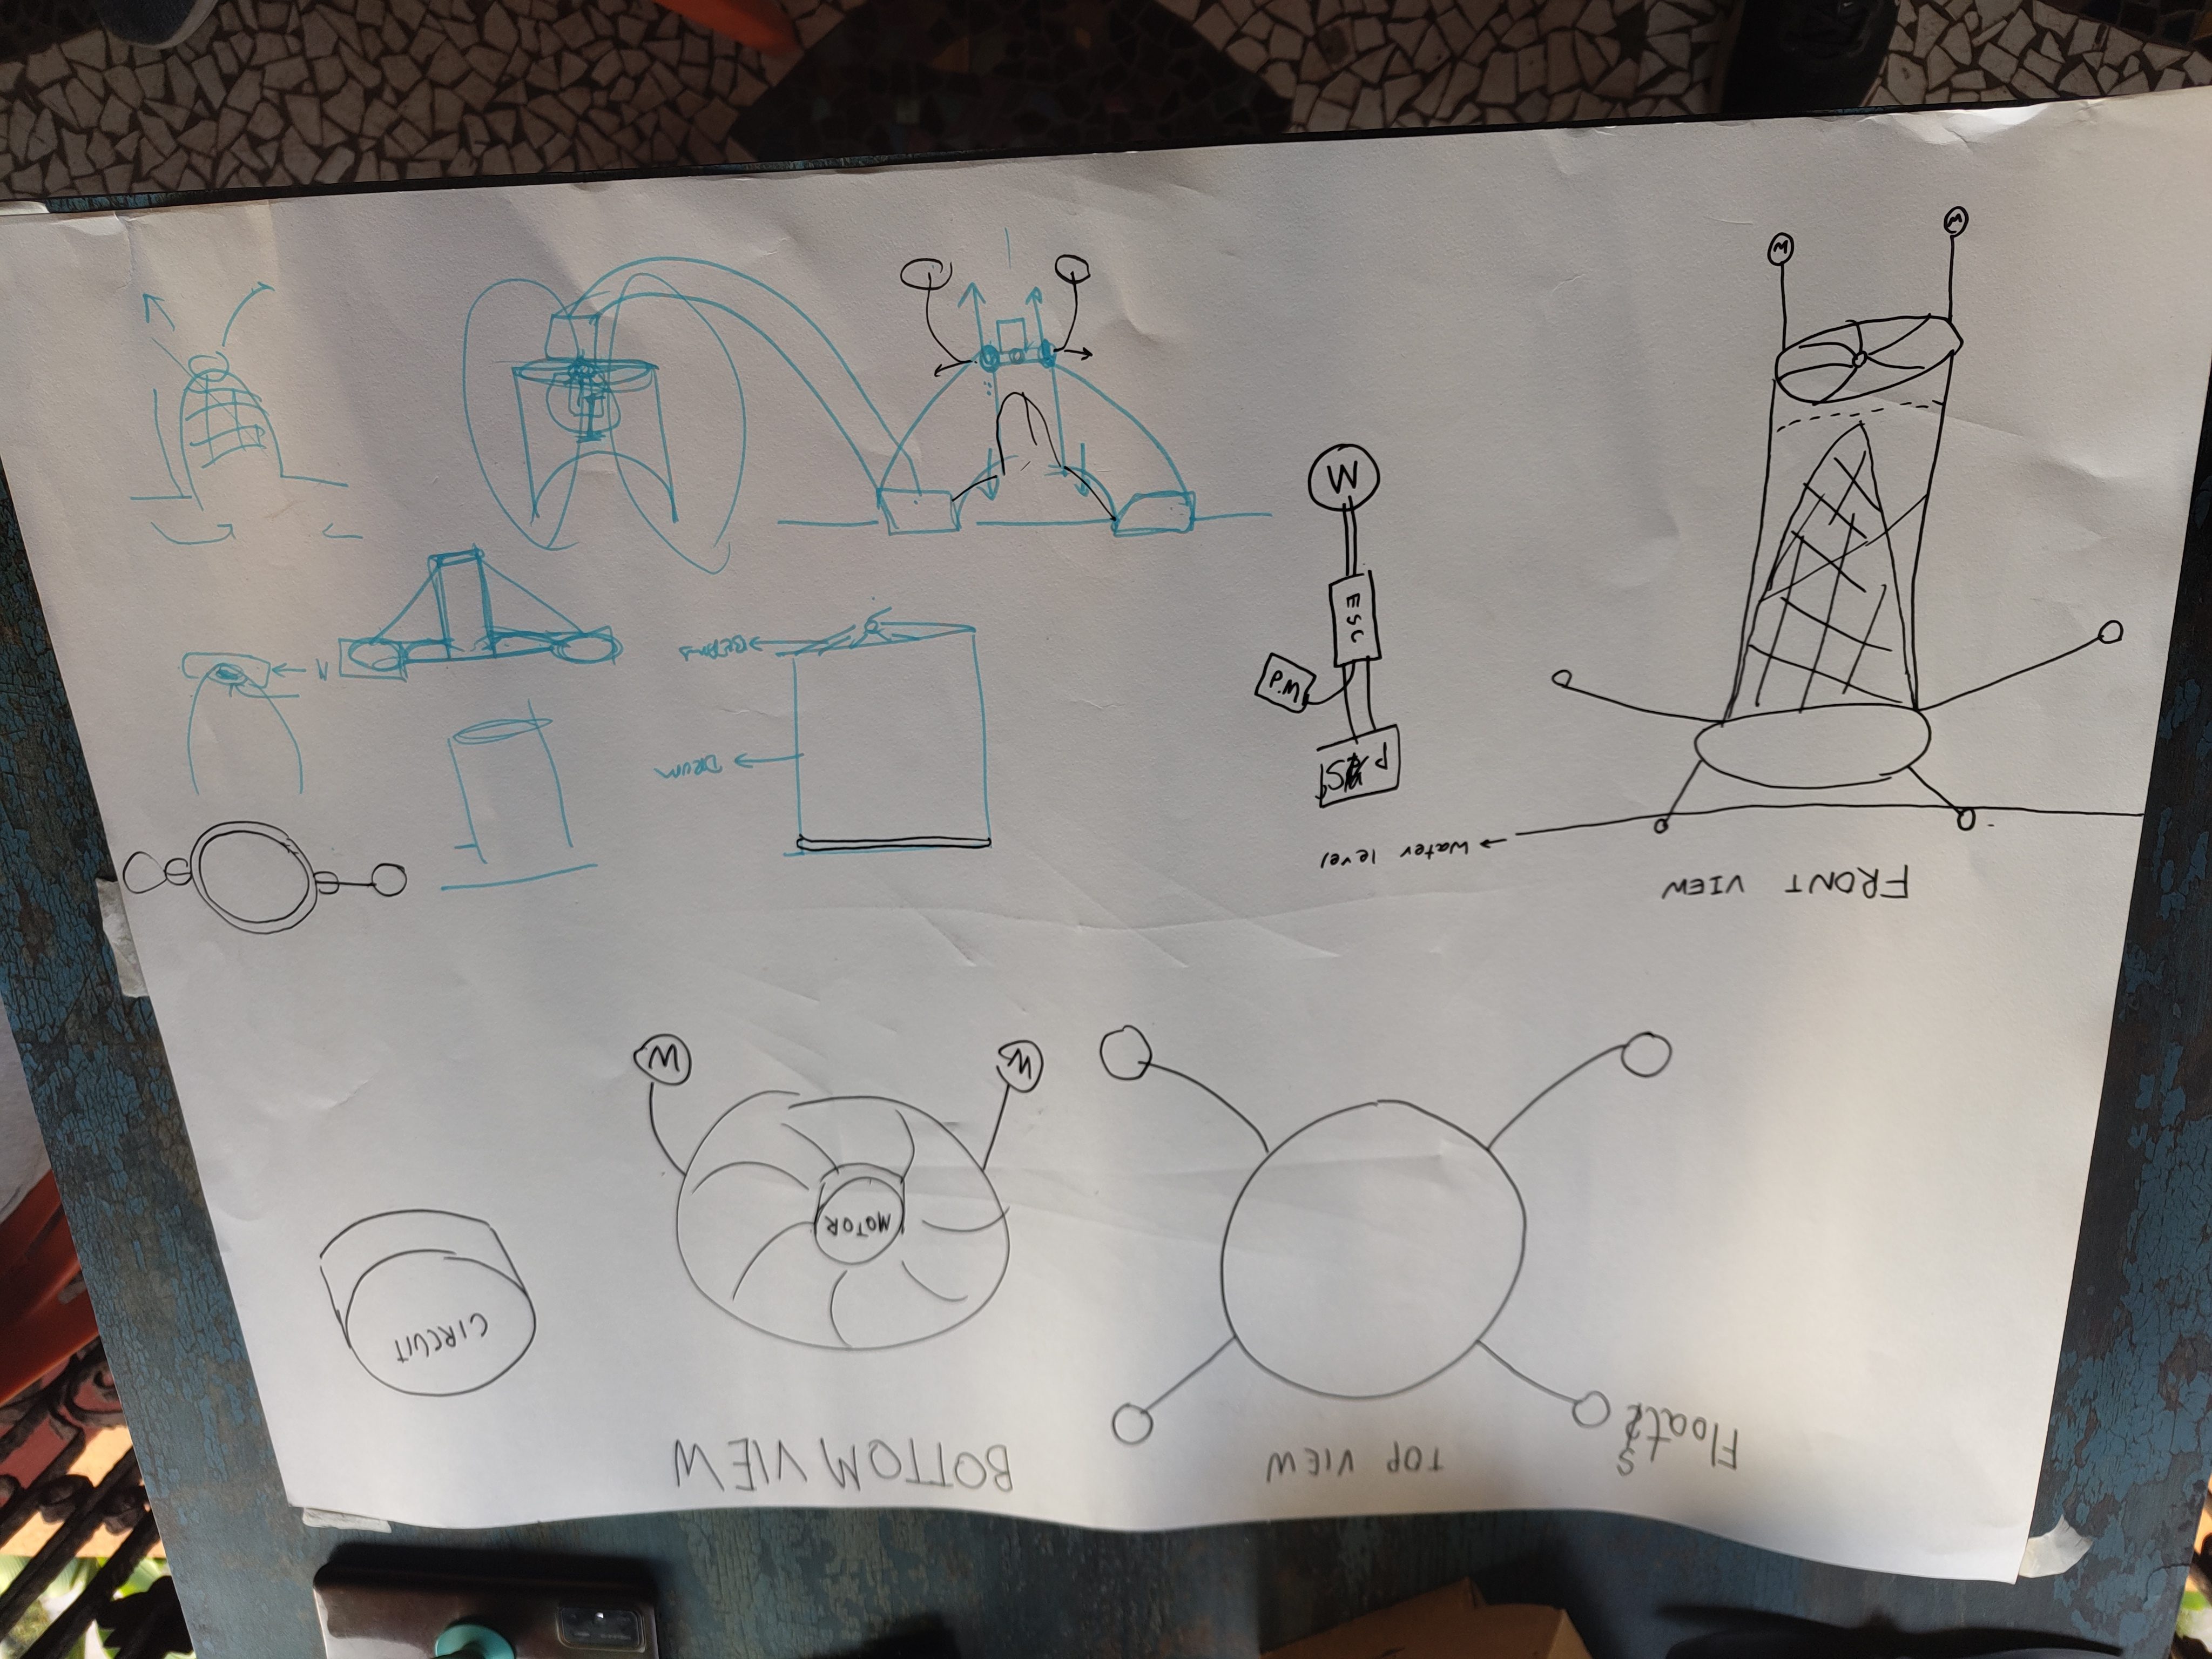 Floats
TOP VIEW
BOTTOM VIEW
CIRCUIT
MOTOR
M
M
FRONT VIEW
Water level
DRUM
P.M
ESC
M
M
M